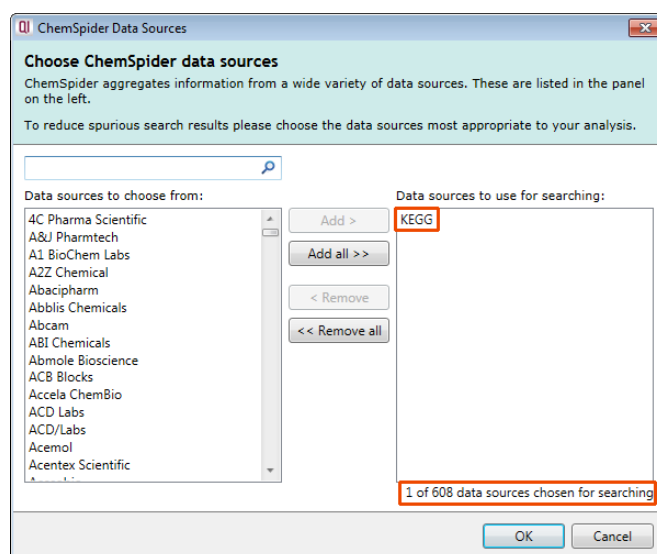 QI ChemSpider Data Sources
Choose ChemSpider data sources
ChemSpider aggregates information from a wide variety of data sources. These are listed in the panel
on the left.
To reduce spurious search results please choose the data sources most appropriate to your analysis.
Data sources to choose from:
4C Pharma Scientific
A&J Pharmtech
A1 BioChem Labs
A2Z Chemical
Abacipharm
Abblis Chemicals
Abcam
ABI Chemicals
Abmole Bioscience
ACB Blocks
Accela ChemBio
ACD Labs
ACD/Labs
Acemol
Acentex Scientific
Add >
Add all >>
< Remove
<< Remove all
Data sources to use for searching:
KEGG
1 of 608 data sources chosen for searching
OK
Cancel